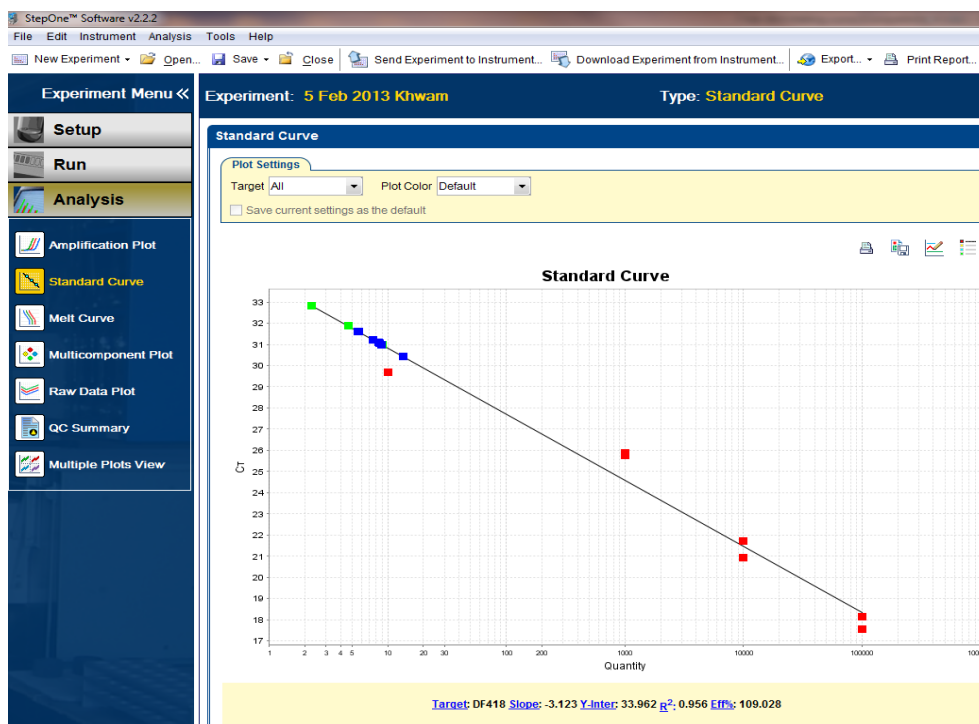 StepOne™ Software v2.2.2
File Edit Instrument Analysis Tools Help
New Experiment Open... Save Close Send Experiment to Instrument... Download Experiment from Instrument... Export... Print Report...
Experiment Menu «
Experiment: 5 Feb 2013 Khwam Type: Standard Curve
Setup
Run
Analysis
Amplification Plot
Standard Curve
Melt Curve
Multicomponent Plot
Raw Data Plot
QC Summary
Multiple Plots View
Standard Curve
Plot Settings
Target All Plot Color Default
Save current settings as the default
Standard Curve
33
32
31
30
29
28
27
26
25
24
23
22
21
20
19
18
17
CT
1 2 3 4 5 10 20 30 100 200 1000 10000 100000 100
Quantity
Target: DF418 Slope: -3.123 Y-Inter: 33.962 R²: 0.956 Eff%: 109.028